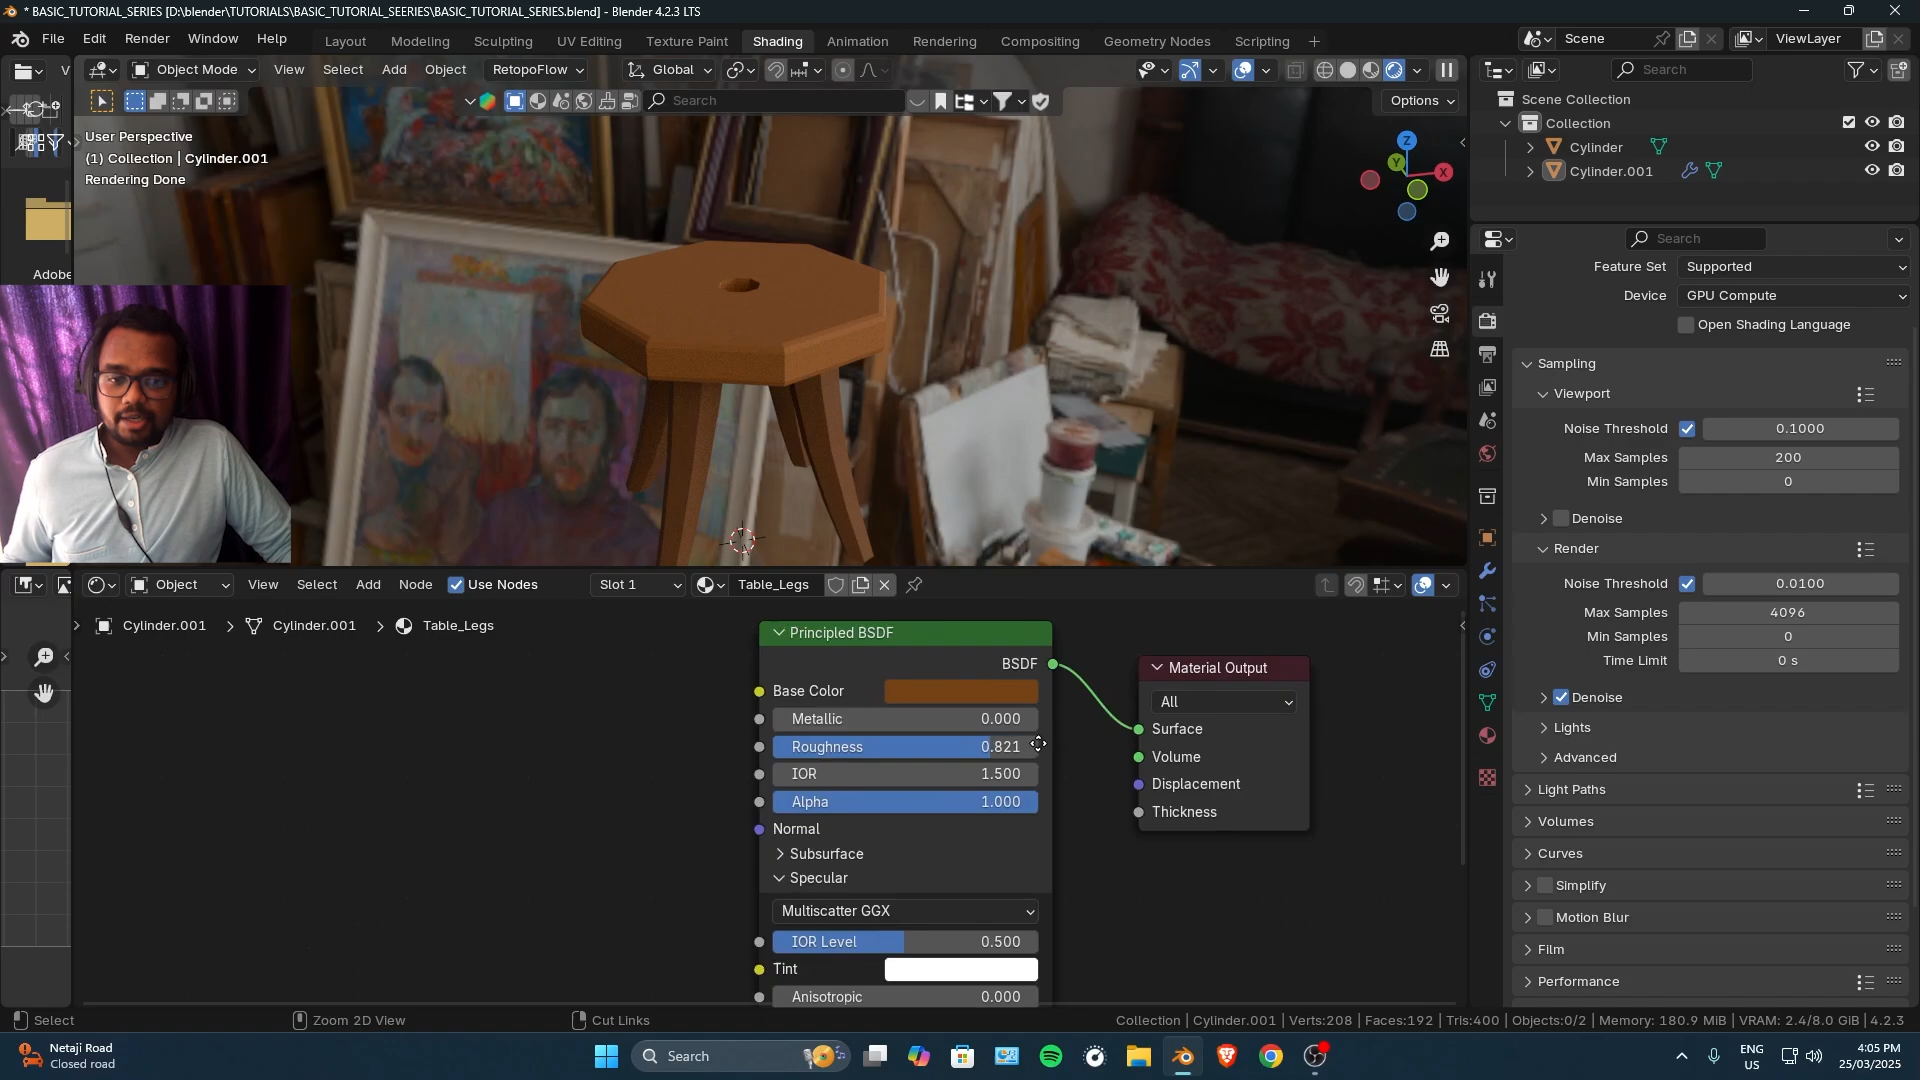 * BASIC_TUTORIAL_SERIES [D:\blender\TUTORIALS\BASIC_TUTORIAL_SEERIES\BASIC_TUTORIAL_SERIES.blend] - Blender 4.2.3 LTS
File Edit Render Window Help
Layout Modeling Sculpting UV Editing Texture Paint Shading Animation Rendering Compositing Geometry Nodes Scripting +
Scene
ViewLayer
V
Object Mode
View Select Add Object
RetopoFlow
Global
Search
Search
Options
User Perspective
(1) Collection | Cylinder.001
Rendering Done
Z
Y
X
Adobe
Scene Collection
Collection
Cylinder
Cylinder.001
Search
Feature Set Supported
Device GPU Compute
Open Shading Language
Sampling
Viewport
Noise Threshold 0.1000
Max Samples 200
Min Samples 0
Denoise
Render
Noise Threshold 0.0100
Max Samples 4096
Min Samples 0
Time Limit 0 s
Denoise
Lights
Advanced
Light Paths
Volumes
Curves
Simplify
Motion Blur
Film
Performance
Object
View Select Add Node
Use Nodes
Slot 1
Table_Legs
Cylinder.001 > Cylinder.001 > Table_Legs
Principled BSDF
BSDF
Base Color
Metallic 0.000
Roughness 0.821
IOR 1.500
Alpha 1.000
Normal
Subsurface
Specular
Multiscatter GGX
IOR Level 0.500
Tint
Anisotropic 0.000
Material Output
All
Surface
Volume
Displacement
Thickness
Select
Zoom 2D View
Cut Links
Collection | Cylinder.001 | Verts:208 | Faces:192 | Tris:400 | Objects:0/2 | Memory: 180.9 MiB | VRAM: 2.4/8.0 GiB | 4.2.3
Netaji Road
Closed road
Search
ENG
US
4:05 PM
25/03/2025